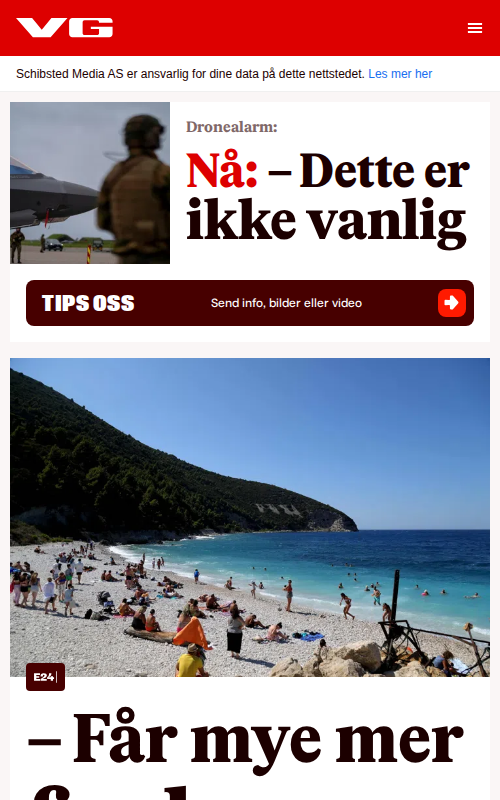 VG
Schibsted Media AS er ansvarlig for dine data på dette nettstedet. Les mer her
Dronealarm:
Nå: – Dette er
ikke vanlig
TIPS OSS
Send info, bilder eller video
E24
– Får mye mer